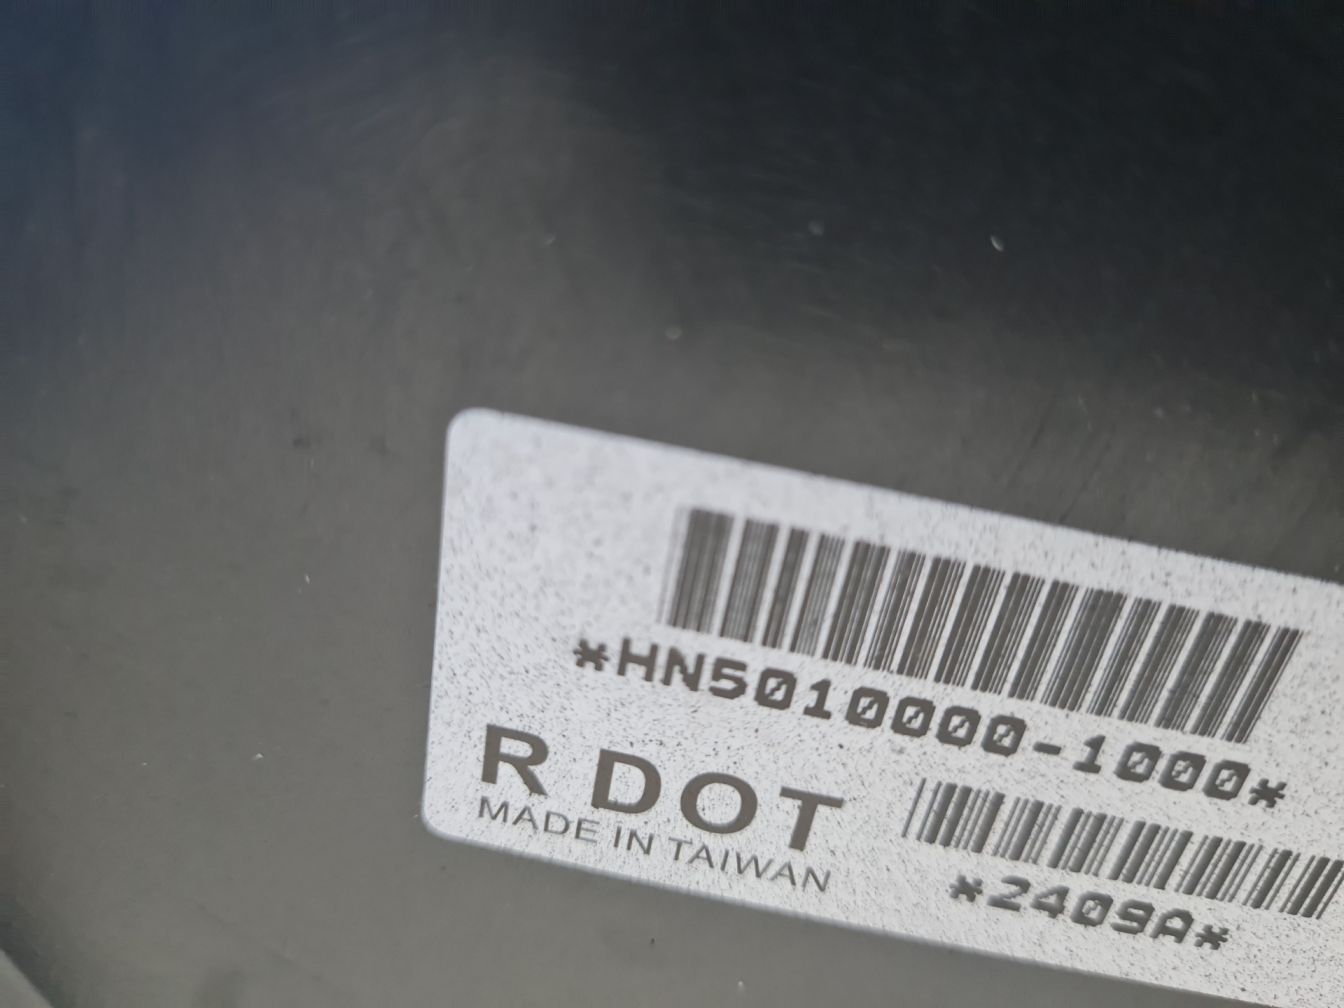 *HN5010000-1000*
R DOT
MADE IN TAIWAN
*2409A*